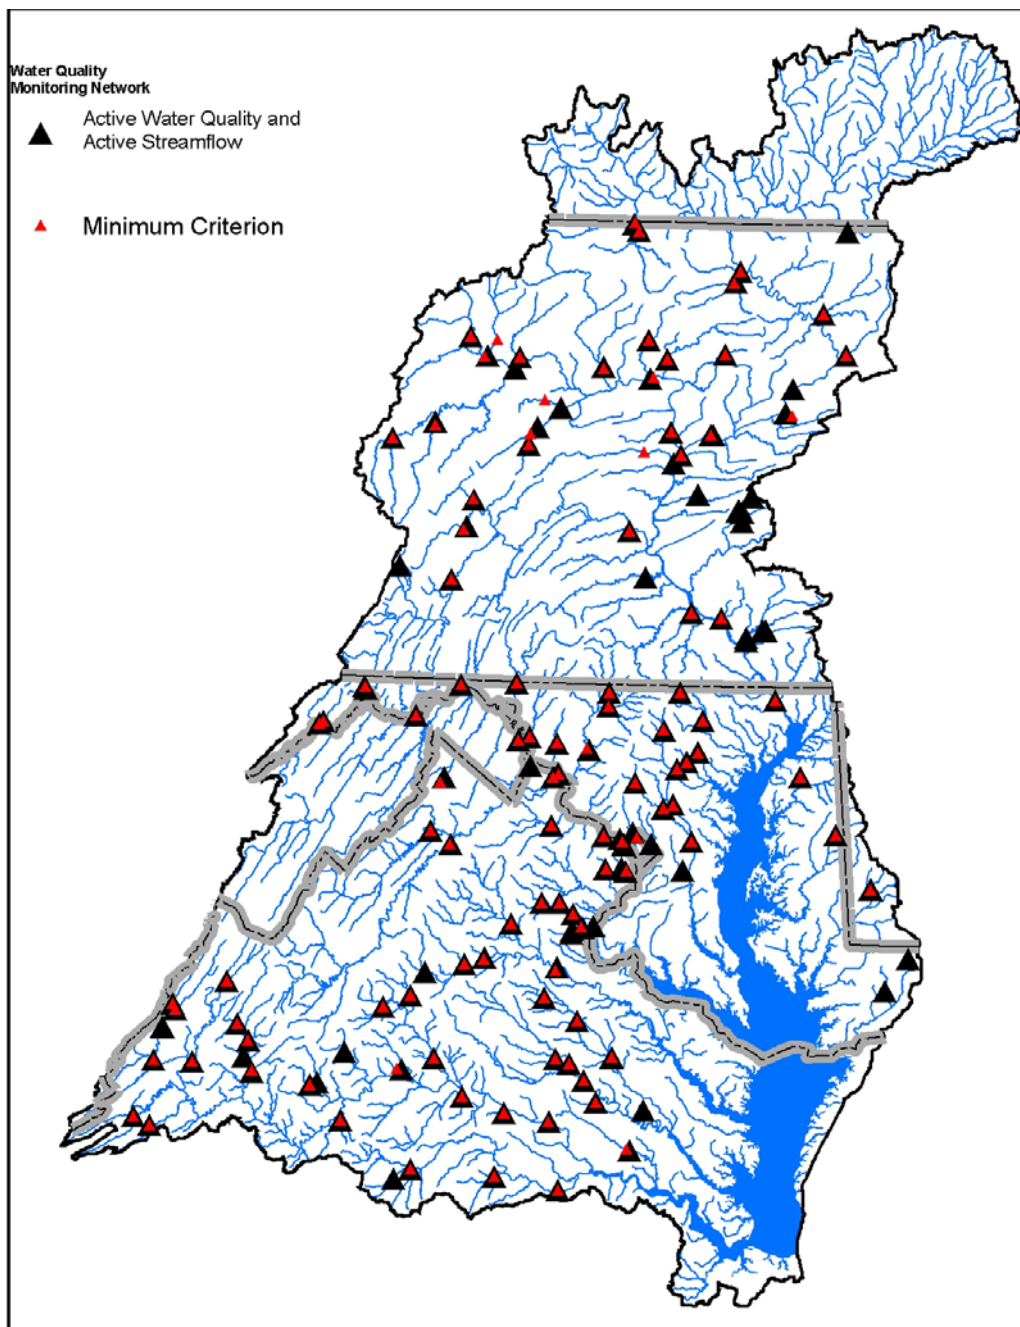 Water Quality
Monitoring Network
Active Water Quality and
Active Streamflow
Minimum Criterion